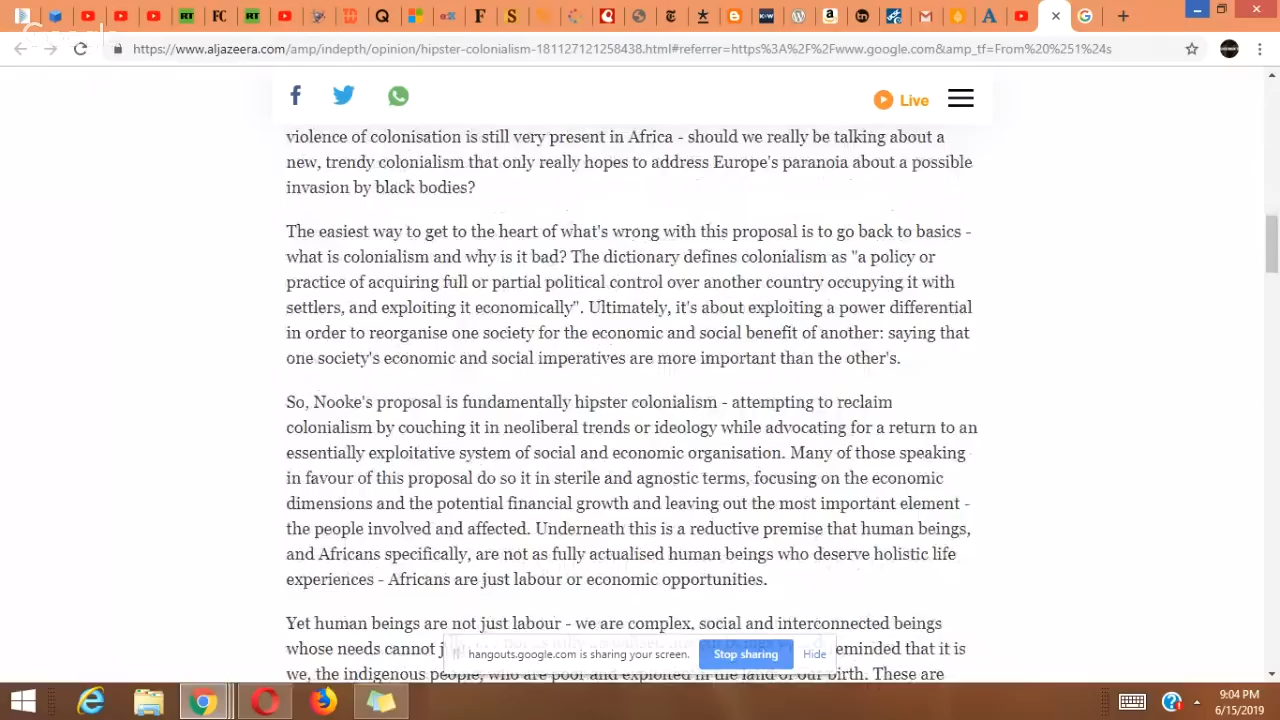 https://www.aljazeera.com/amp/indepth/opinion/hipster-colonialism-181127121258438.html#referrer=https%3A%2F%2Fwww.google.com&amp_tf=From%20%251%24s
Live
violence of colonisation is still very present in Africa - should we really be talking about a
new, trendy colonialism that only really hopes to address Europe's paranoia about a possible
invasion by black bodies?
The easiest way to get to the heart of what's wrong with this proposal is to go back to basics -
what is colonialism and why is it bad? The dictionary defines colonialism as "a policy or
practice of acquiring full or partial political control over another country occupying it with
settlers, and exploiting it economically". Ultimately, it's about exploiting a power differential
in order to reorganise one society for the economic and social benefit of another: saying that
one society's economic and social imperatives are more important than the other's.
So, Nooke's proposal is fundamentally hipster colonialism - attempting to reclaim
colonialism by couching it in neoliberal trends or ideology while advocating for a return to an
essentially exploitative system of social and economic organisation. Many of those speaking
in favour of this proposal do so it in sterile and agnostic terms, focusing on the economic
dimensions and the potential financial growth and leaving out the most important element -
the people involved and affected. Underneath this is a reductive premise that human beings,
and Africans specifically, are not as fully actualised human beings who deserve holistic life
experiences - Africans are just labour or economic opportunities.
Yet human beings are not just labour - we are complex, social and interconnected beings
whose needs cannot
reminded that it is
hangouts.google.com is sharing your screen.
Stop sharing
Hide
we, the indigenous people, who are poor and exploited in the land of our birth. These are
9:04 PM
6/15/2019